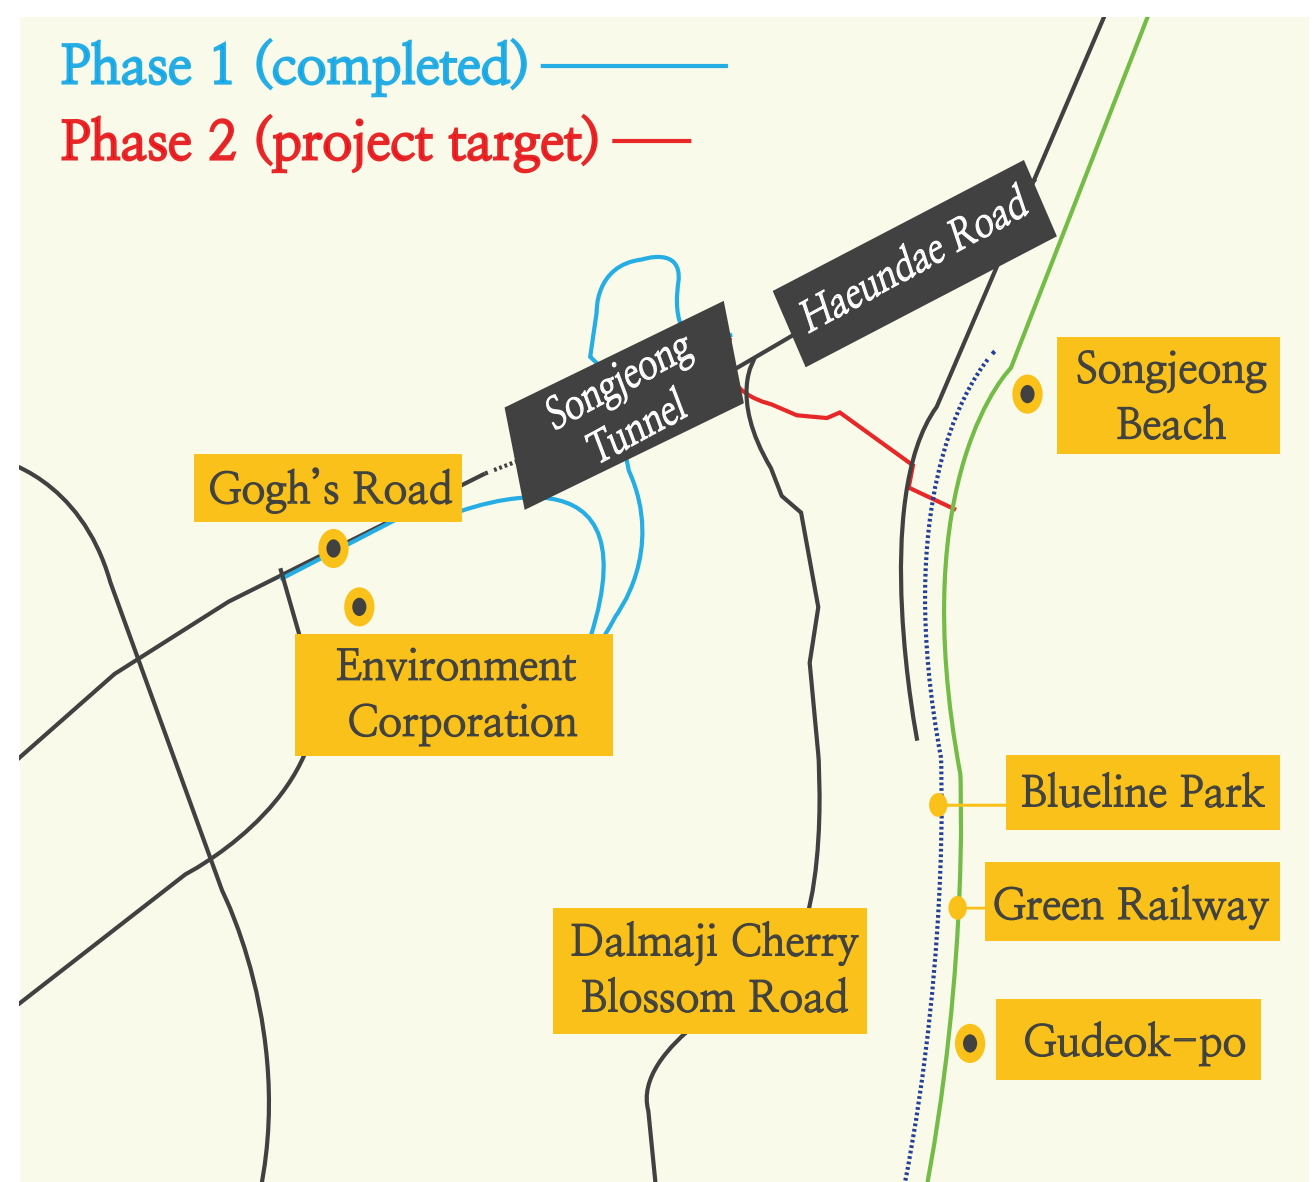 Phase 1 (completed)
Phase 2 (project target)
Haeundae Road
Songjeong
Tunnel
Songjeong
Beach
Gogh's Road
Environment
Corporation
Blueline Park
Green Railway
Dalmaji Cherry
Blossom Road
Gudeok-po